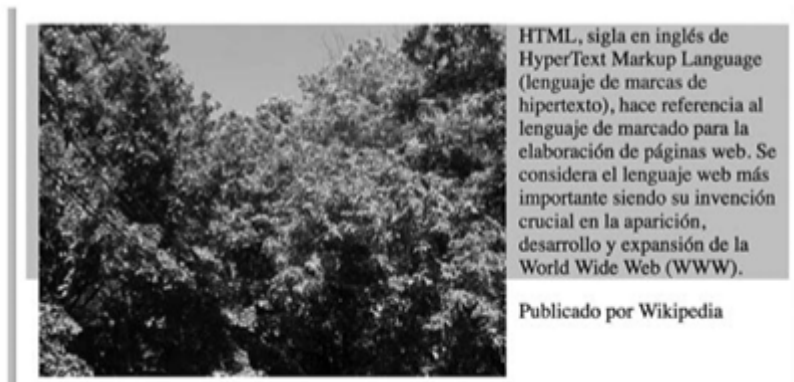 HTML, sigla en inglés de
HyperText Markup Language
(lenguaje de marcas de
hipertexto), hace referencia al
lenguaje de marcado para la
elaboración de páginas web. Se
considera el lenguaje web más
importante siendo su invención
crucial en la aparición,
desarrollo y expansión de la
World Wide Web (WWW).
Publicado por Wikipedia